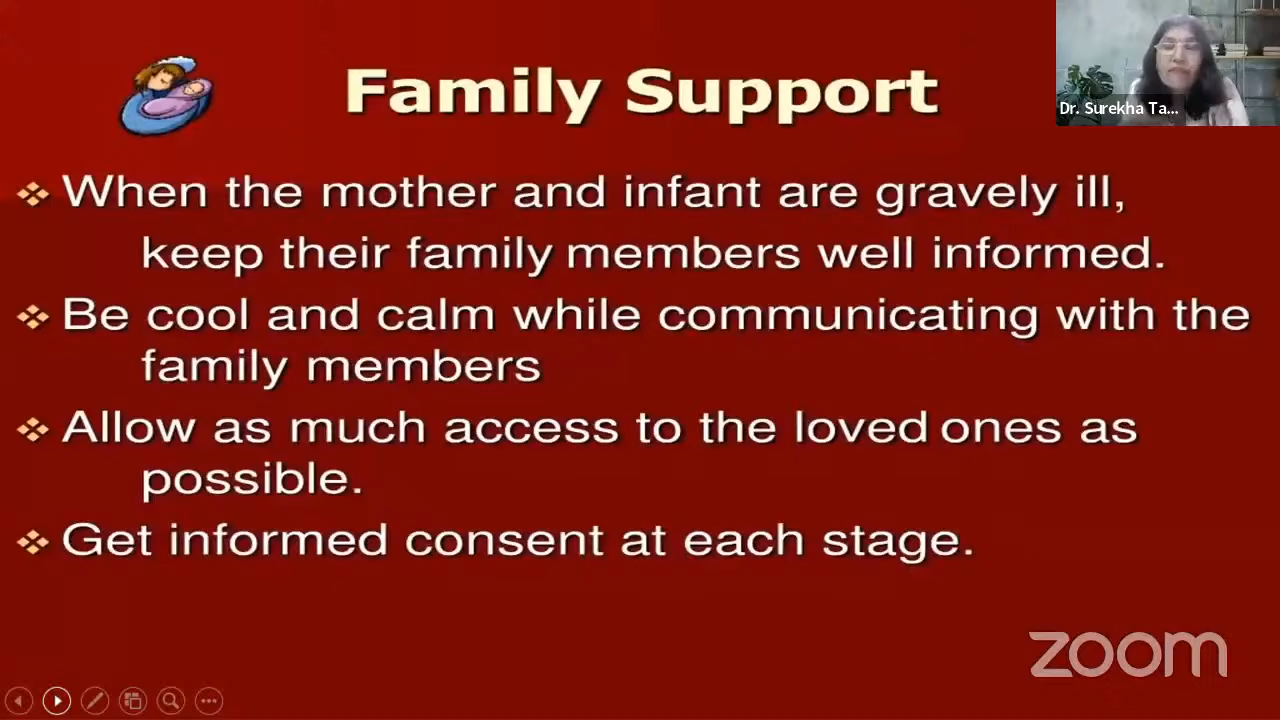 Family Support
Dr. Surekha Ta...
When the mother and infant are gravely ill,
keep their family members well informed.
Be cool and calm while communicating with the
family members
Allow as much access to the loved ones as
possible.
Get informed consent at each stage.
zoom